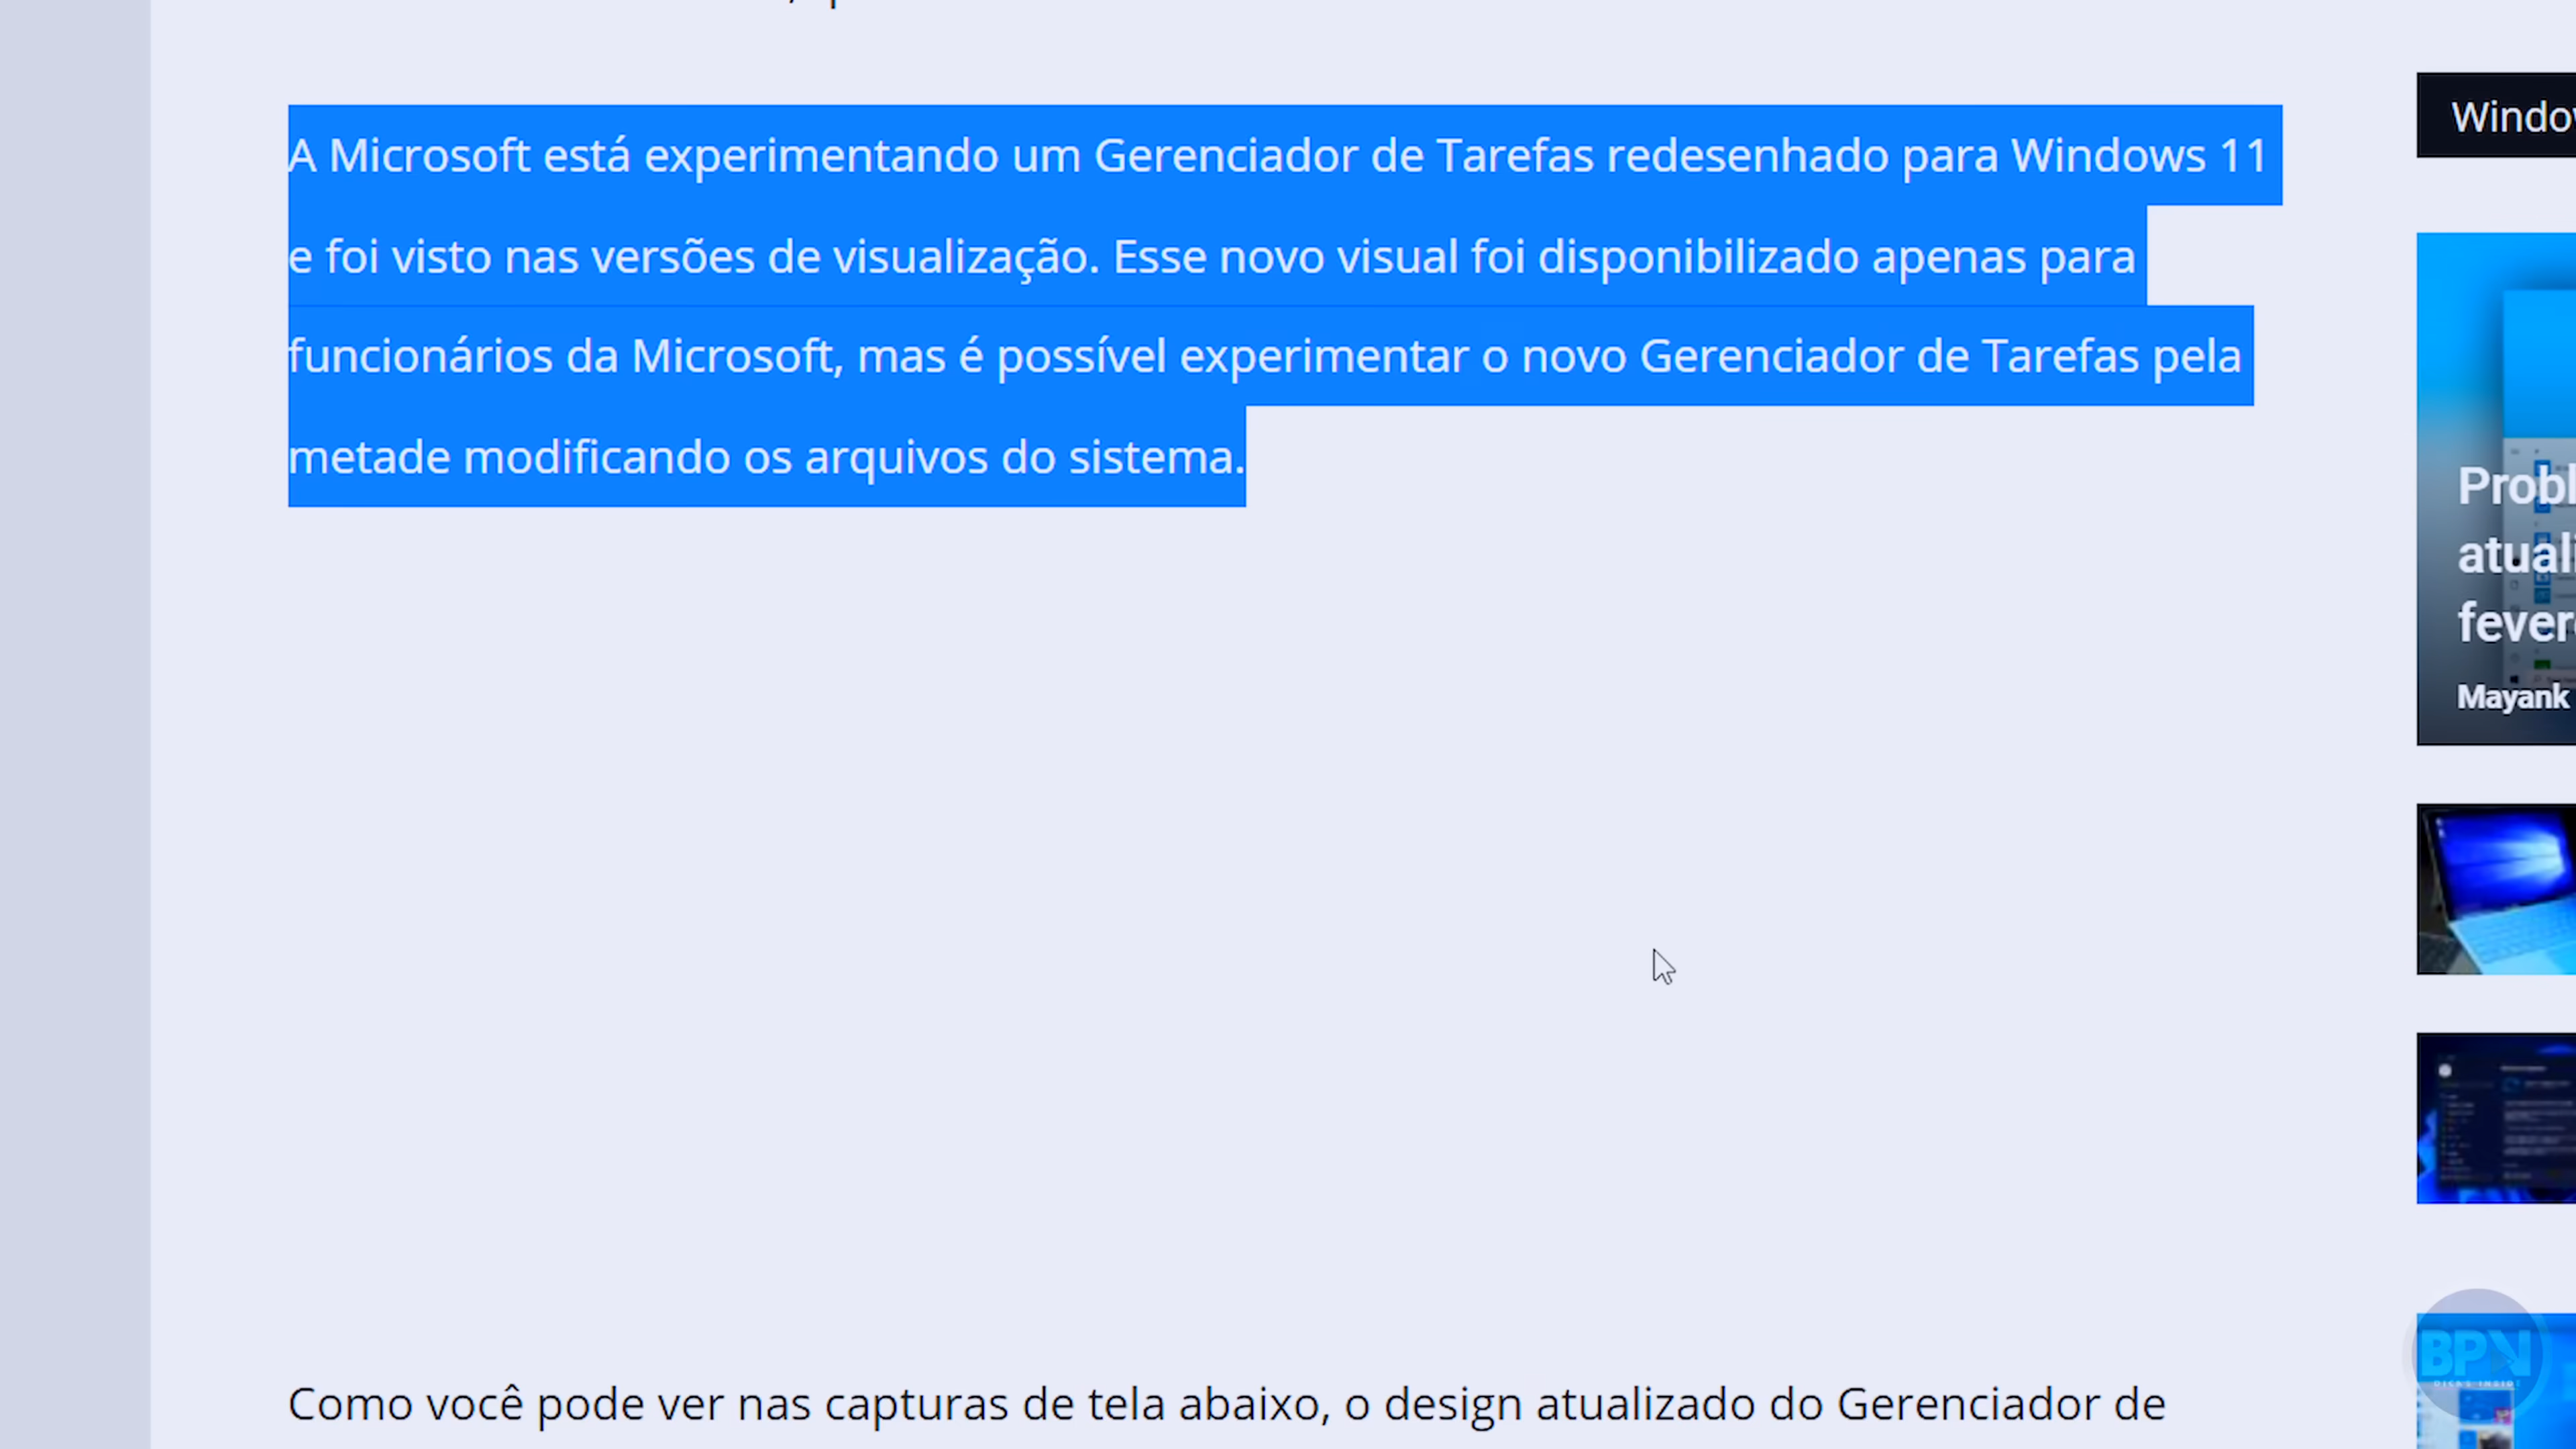 A Microsoft está experimentando um Gerenciador de Tarefas redesenhado para Windows 11
e foi visto nas versões de visualização. Esse novo visual foi disponibilizado apenas para
funcionários da Microsoft, mas é possível experimentar o novo Gerenciador de Tarefas pela
metade modificando os arquivos do sistema.
Como você pode ver nas capturas de tela abaixo, o design atualizado do Gerenciador de
Windo
Probl
atuali
fever
Mayank
BPV